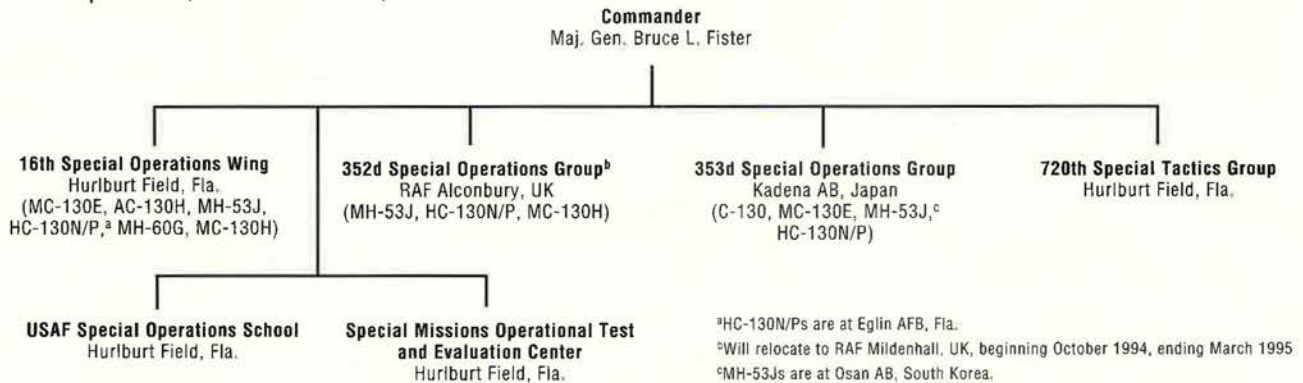 Commander
Maj. Gen. Bruce L. Fister
16th Special Operations Wing
Hurlburt Field, Fla.
(MC-130E, AC-130H, MH-53J,
HC-130N/P,ᵃ MH-60G, MC-130H)
352d Special Operations Groupᵇ
RAF Alconbury, UK
(MH-53J, HC-130N/P, MC-130H)
353d Special Operations Group
Kadena AB, Japan
(C-130, MC-130E, MH-53J,ᶜ
HC-130N/P)
720th Special Tactics Group
Hurlburt Field, Fla.
USAF Special Operations School
Hurlburt Field, Fla.
Special Missions Operational Test
and Evaluation Center
Hurlburt Field, Fla.
ᵃHC-130N/Ps are at Eglin AFB, Fla.
ᵇWill relocate to RAF Mildenhall, UK, beginning October 1994, ending March 1995
ᶜMH-53Js are at Osan AB, South Korea.